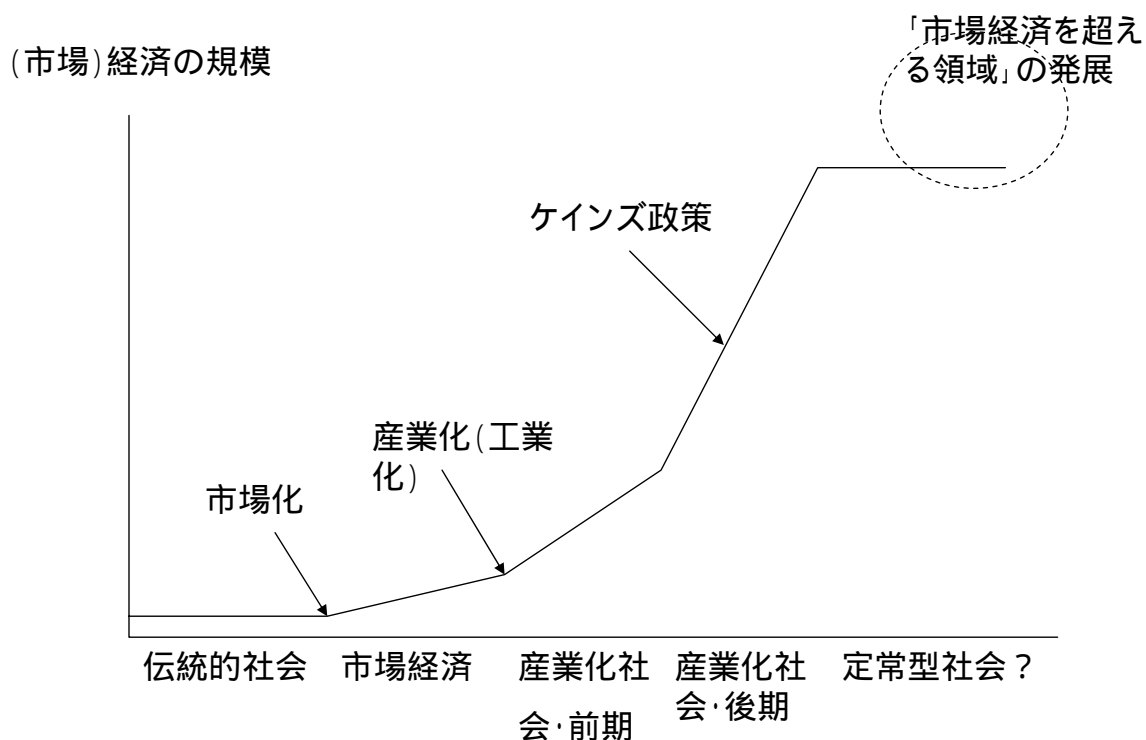 (市場)経済の規模
「市場経済を超え
る領域」の発展
ケインズ政策
産業化(工業
化)
市場化
伝統的社会
市場経済
産業化社
会・前期
産業化社
会・後期
定常型社会?